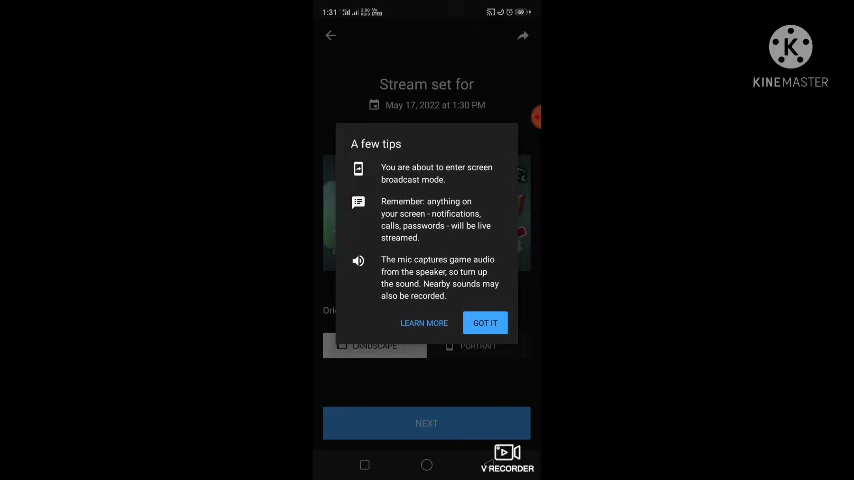 1:31
69
Stream set for
May 17, 2022 at 1:30 PM
A few tips
You are about to enter screen
broadcast mode.
Remember: anything on
your screen - notifications,
calls, passwords - will be live
streamed.
The mic captures game audio
from the speaker, so turn up
the sound. Nearby sounds may
also be recorded.
LEARN MORE
GOT IT
LANDSCAPE
PORTRAIT
NEXT
V RECORDER
K
KINEMASTER